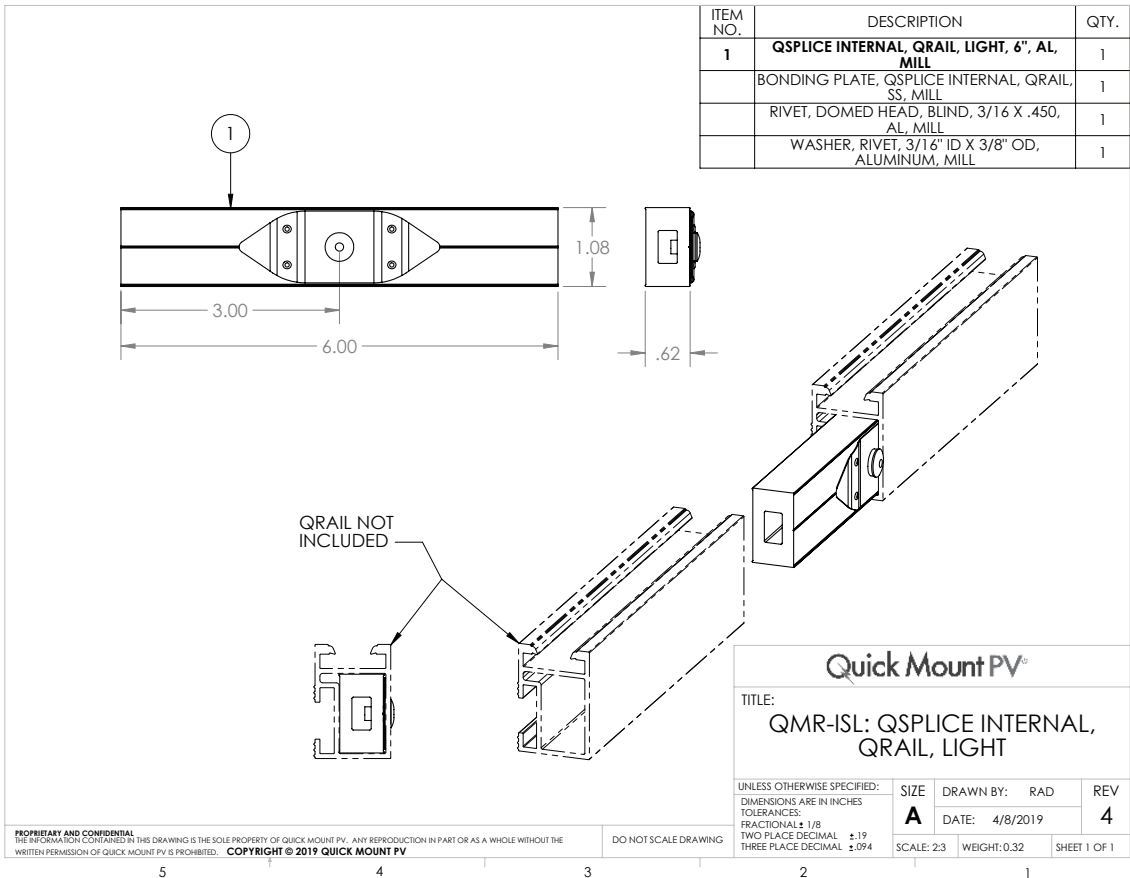 ITEM
NO.
DESCRIPTION
QTY.
1
QSPLICE INTERNAL, QRAIL, LIGHT, 6", AL,
MILL
1
BONDING PLATE, QSPLICE INTERNAL, QRAIL,
SS, MILL
1
RIVET, DOMED HEAD, BLIND, 3/16 X .450,
AL, MILL
1
WASHER, RIVET, 3/16" ID X 3/8" OD,
ALUMINUM, MILL
1
1
1.08
3.00
6.00
.62
QRAIL NOT
INCLUDED
Quick Mount PV
TITLE:
QMR-ISL: QSPLICE INTERNAL,
QRAIL, LIGHT
UNLESS OTHERWISE SPECIFIED:
DIMENSIONS ARE IN INCHES
TOLERANCES:
FRACTIONAL ± 1/8
TWO PLACE DECIMAL ±.19
THREE PLACE DECIMAL ±.094
SIZE
A
DRAWN BY: RAD
DATE: 4/8/2019
REV
4
SCALE: 2:3
WEIGHT: 0.32
SHEET 1 OF 1
PROPRIETARY AND CONFIDENTIAL
THE INFORMATION CONTAINED IN THIS DRAWING IS THE SOLE PROPERTY OF QUICK MOUNT PV. ANY REPRODUCTION IN PART OR AS A WHOLE WITHOUT THE
WRITTEN PERMISSION OF QUICK MOUNT PV IS PROHIBITED. COPYRIGHT © 2019 QUICK MOUNT PV
DO NOT SCALE DRAWING
5 4 3 2 1